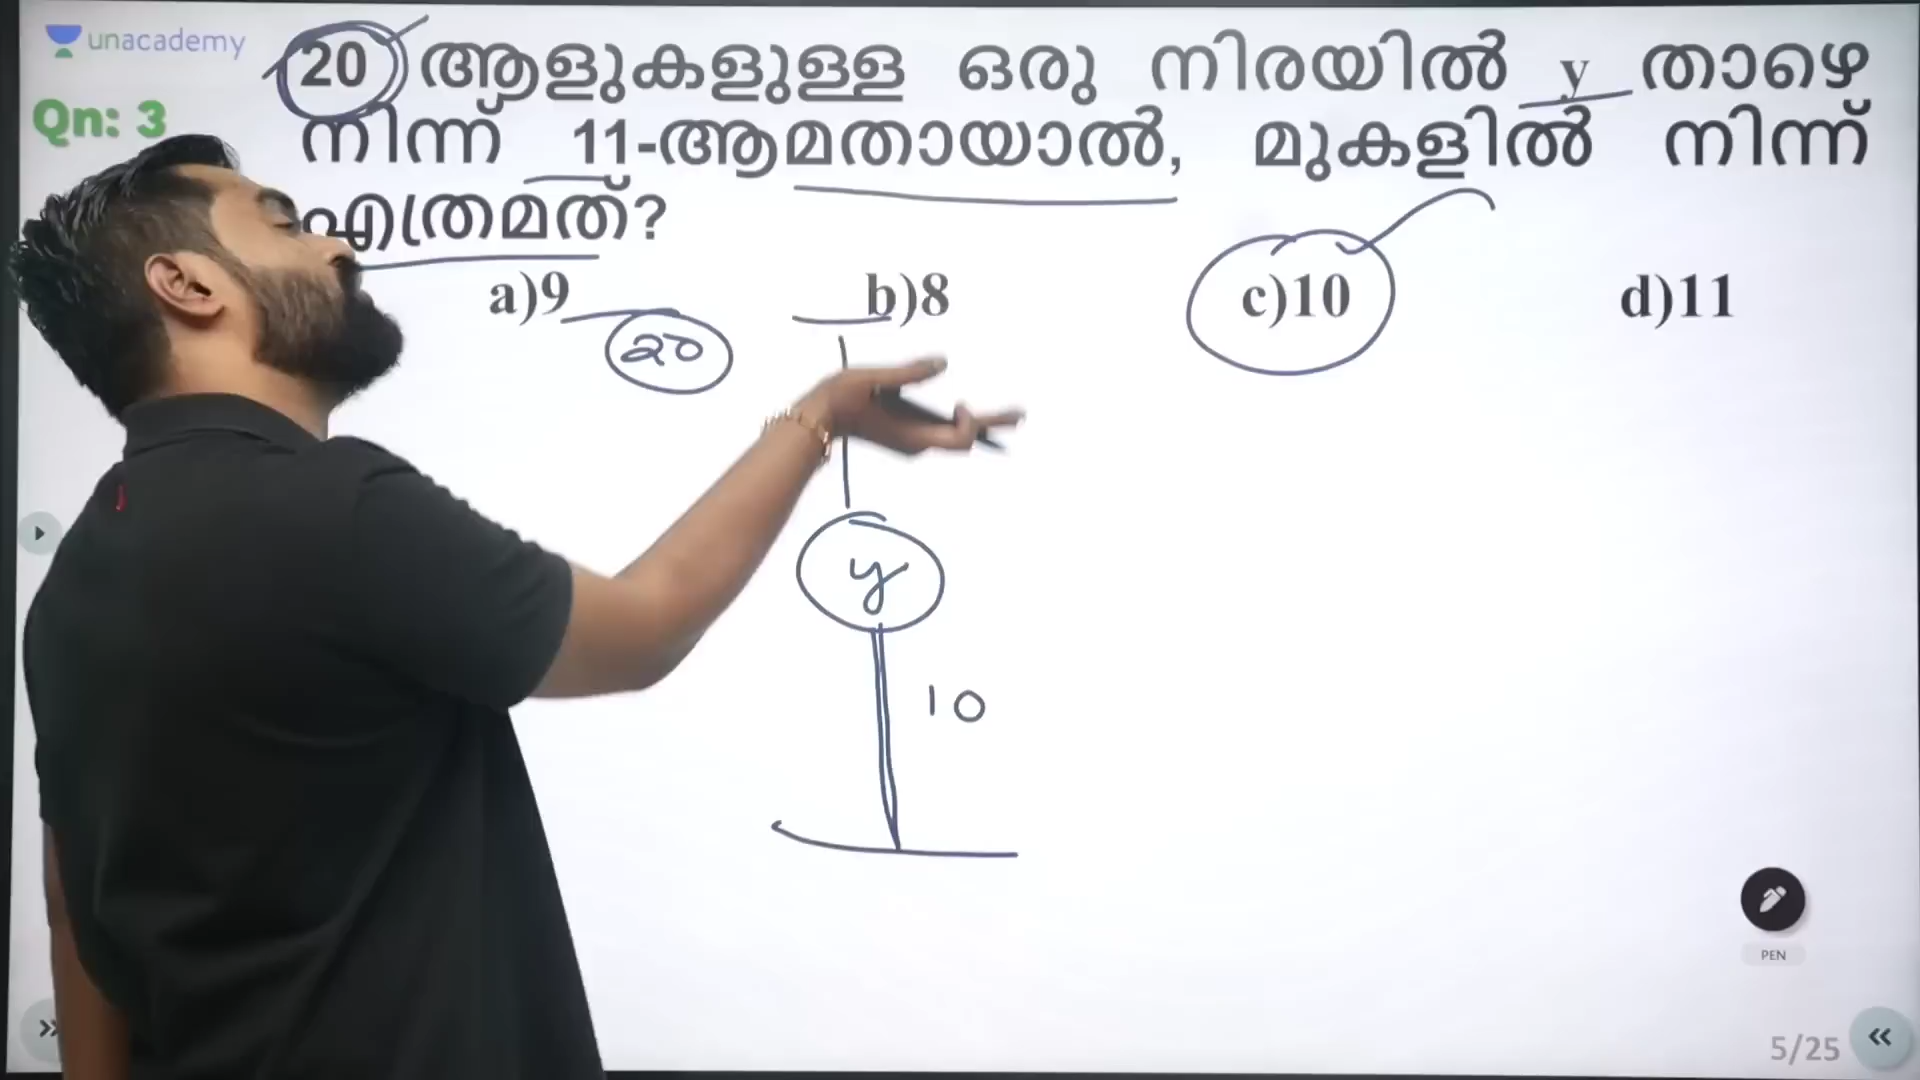 unacademy
Qn: 3
20 ആളുകളുള്ള ഒരു നിരയിൽ y താഴെ
നിന്ന് 11-ആമതായാൽ, മുകളിൽ നിന്ന്
എത്രമത്?
a)9 b)8 c)10 d)11
20
y
10
PEN
5/25